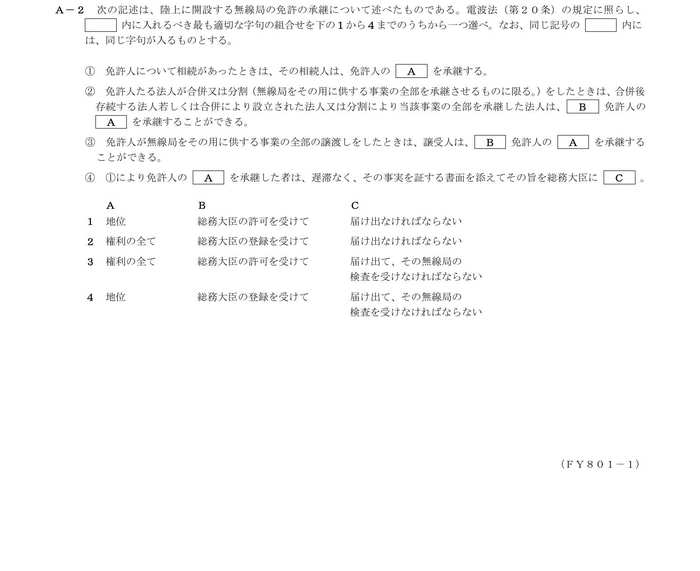 A－2 次の記述は、陸上に開設する無線局の免許の承継について述べたものである。電波法（第20条）の規定に照らし、
内に入れるべき最も適切な字句の組合せを下の1から4までのうちから一つ選べ。なお、同じ記号の 内に
は、同じ字句が入るものとする。
① 免許人について相続があったときは、その相続人は、免許人の A を承継する。
② 免許人たる法人が合併又は分割（無線局をその用に供する事業の全部を承継させるものに限る。）をしたときは、合併後
存続する法人若しくは合併により設立された法人又は分割により当該事業の全部を承継した法人は、 B 免許人の
A を承継することができる。
③ 免許人が無線局をその用に供する事業の全部の譲渡しをしたときは、譲受人は、 B 免許人の A を承継する
ことができる。
④ ①により免許人の A を承継した者は、遅滞なく、その事実を証する書面を添えてその旨を総務大臣に C 。
A B C
1 地位 総務大臣の許可を受けて 届け出なければならない
2 権利の全て 総務大臣の登録を受けて 届け出なければならない
3 権利の全て 総務大臣の許可を受けて 届け出て、その無線局の
検査を受けなければならない
4 地位 総務大臣の登録を受けて 届け出て、その無線局の
検査を受けなければならない
（FY801－1）